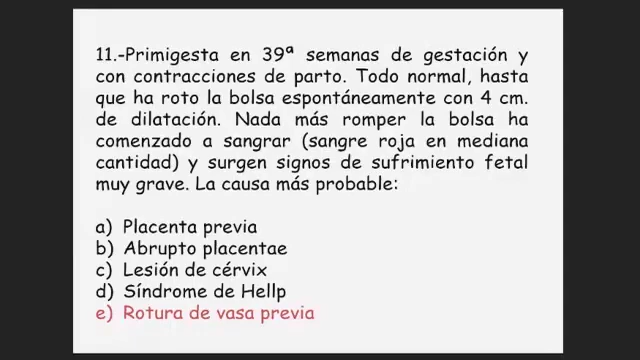 11.-Primigesta en 39ª semanas de gestación y
con contracciones de parto. Todo normal, hasta
que ha roto la bolsa espontáneamente con 4 cm.
de dilatación. Nada más romper la bolsa ha
comenzado a sangrar (sangre roja en mediana
cantidad) y surgen signos de sufrimiento fetal
muy grave. La causa más probable:
a) Placenta previa
b) Abrupto placentae
c) Lesión de cérvix
d) Síndrome de Hellp
e) Rotura de vasa previa